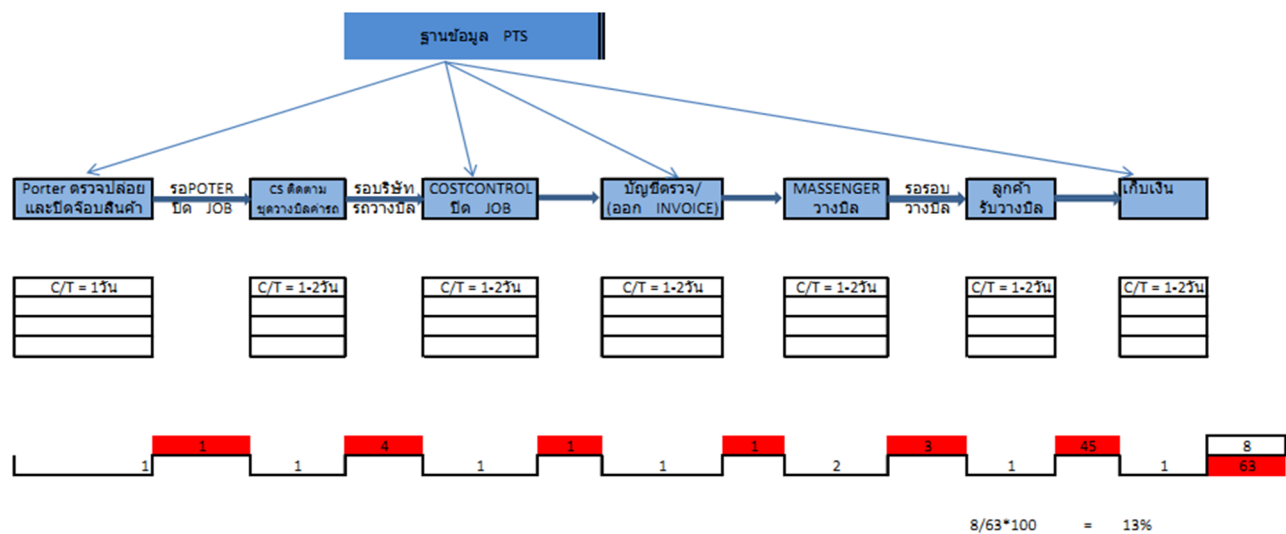 ฐานข้อมูล PTS
Porter ตรวจปล่อย
และปิดจ๊อบสินค้า
รอPOTER
ปิด JOB
CS ติดตาม
ชุดวางบิลค่ารถ
รอบริษัท
รถวางบิล
COSTCONTROL
ปิด JOB
บัญชีตรวจ/
(ออก INVOICE)
MASSENGER
วางบิล
รอรอบ
วางบิล
ลูกค้า
รับวางบิล
เก็บเงิน
C/T = 1วัน
C/T = 1-2วัน
C/T = 1-2วัน
C/T = 1-2วัน
C/T = 1-2วัน
C/T = 1-2วัน
C/T = 1-2วัน
1 4 1 1 3 45 8
1 1 1 1 2 1 1 63
8/63*100 = 13%